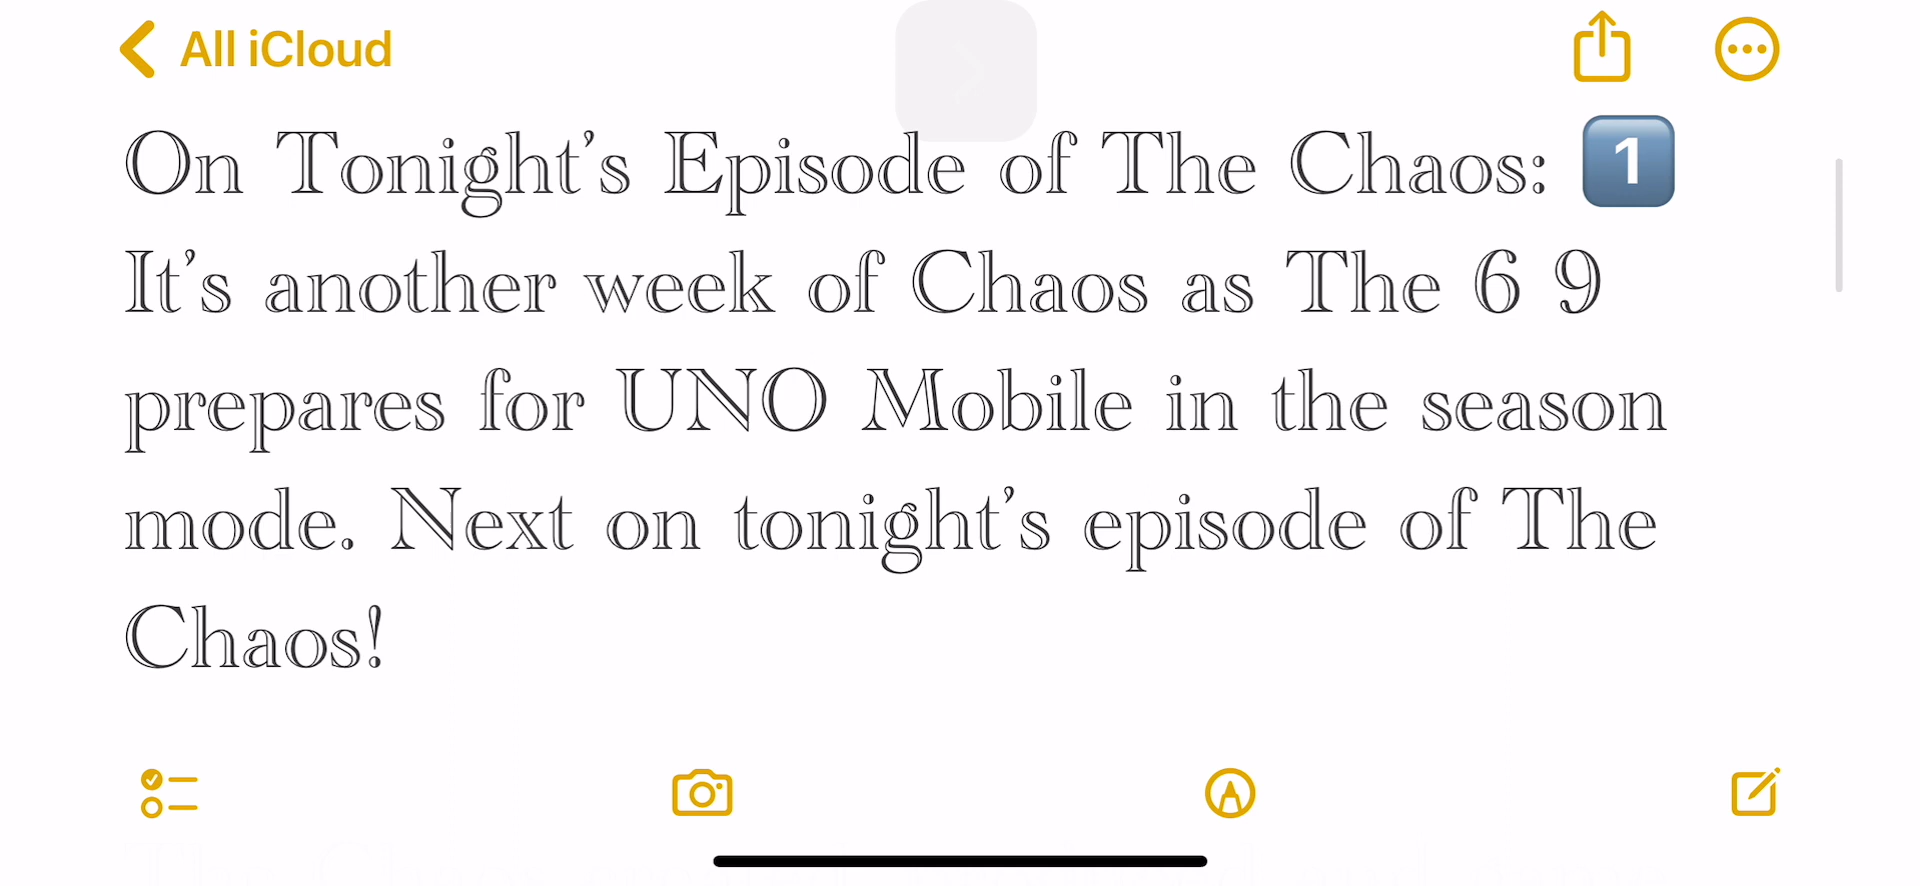 All iCloud
On Tonight’s Episode of The Chaos: 1️⃣
It’s another week of Chaos as The 6 9
prepares for UNO Mobile in the season
mode. Next on tonight’s episode of The
Chaos!